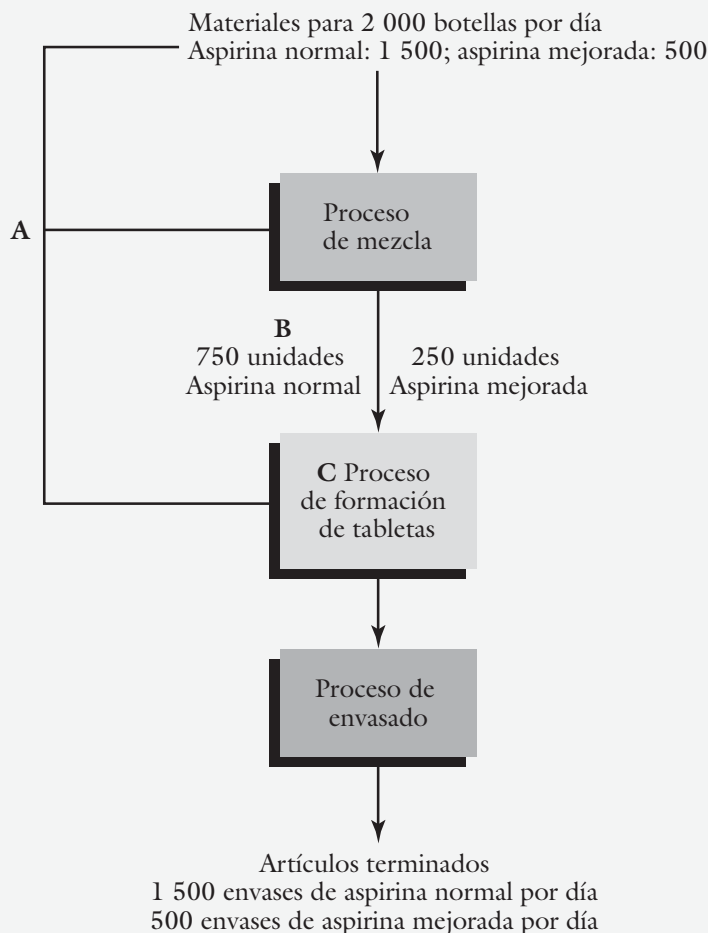 Materiales para 2 000 botellas por día
Aspirina normal: 1 500; aspirina mejorada: 500
A
Proceso
de mezcla
B
750 unidades
Aspirina normal
250 unidades
Aspirina mejorada
C Proceso
de formación
de tabletas
Proceso de
envasado
Artículos terminados
1 500 envases de aspirina normal por día
500 envases de aspirina mejorada por día